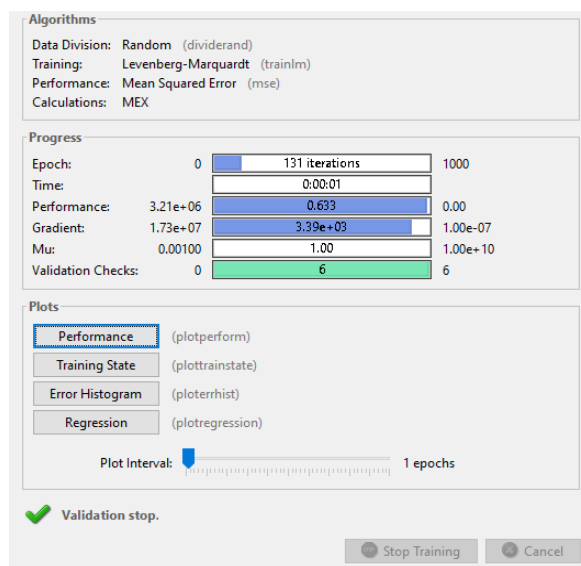 Algorithms
Data Division: Random (dividerand)
Training: Levenberg-Marquardt (trainlm)
Performance: Mean Squared Error (mse)
Calculations: MEX
Progress
Epoch: 0 131 iterations 1000
Time: 0:00:01
Performance: 3.21e+06 0.633 0.00
Gradient: 1.73e+07 3.39e+03 1.00e-07
Mu: 0.00100 1.00 1.00e+10
Validation Checks: 0 6 6
Plots
Performance (plotperform)
Training State (plottrainstate)
Error Histogram (ploterrhist)
Regression (plotregression)
Plot Interval: 1 epochs
Validation stop.
Stop Training Cancel